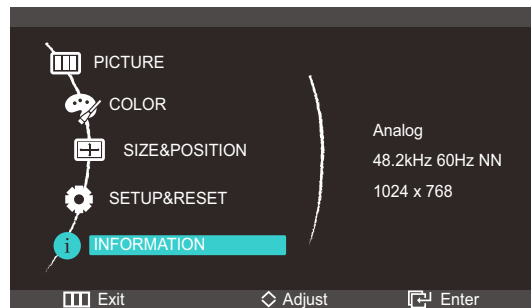 PICTURE
COLOR
SIZE&POSITION
SETUP&RESET
i INFORMATION
Analog
48.2kHz 60Hz NN
1024 x 768
Exit Adjust Enter